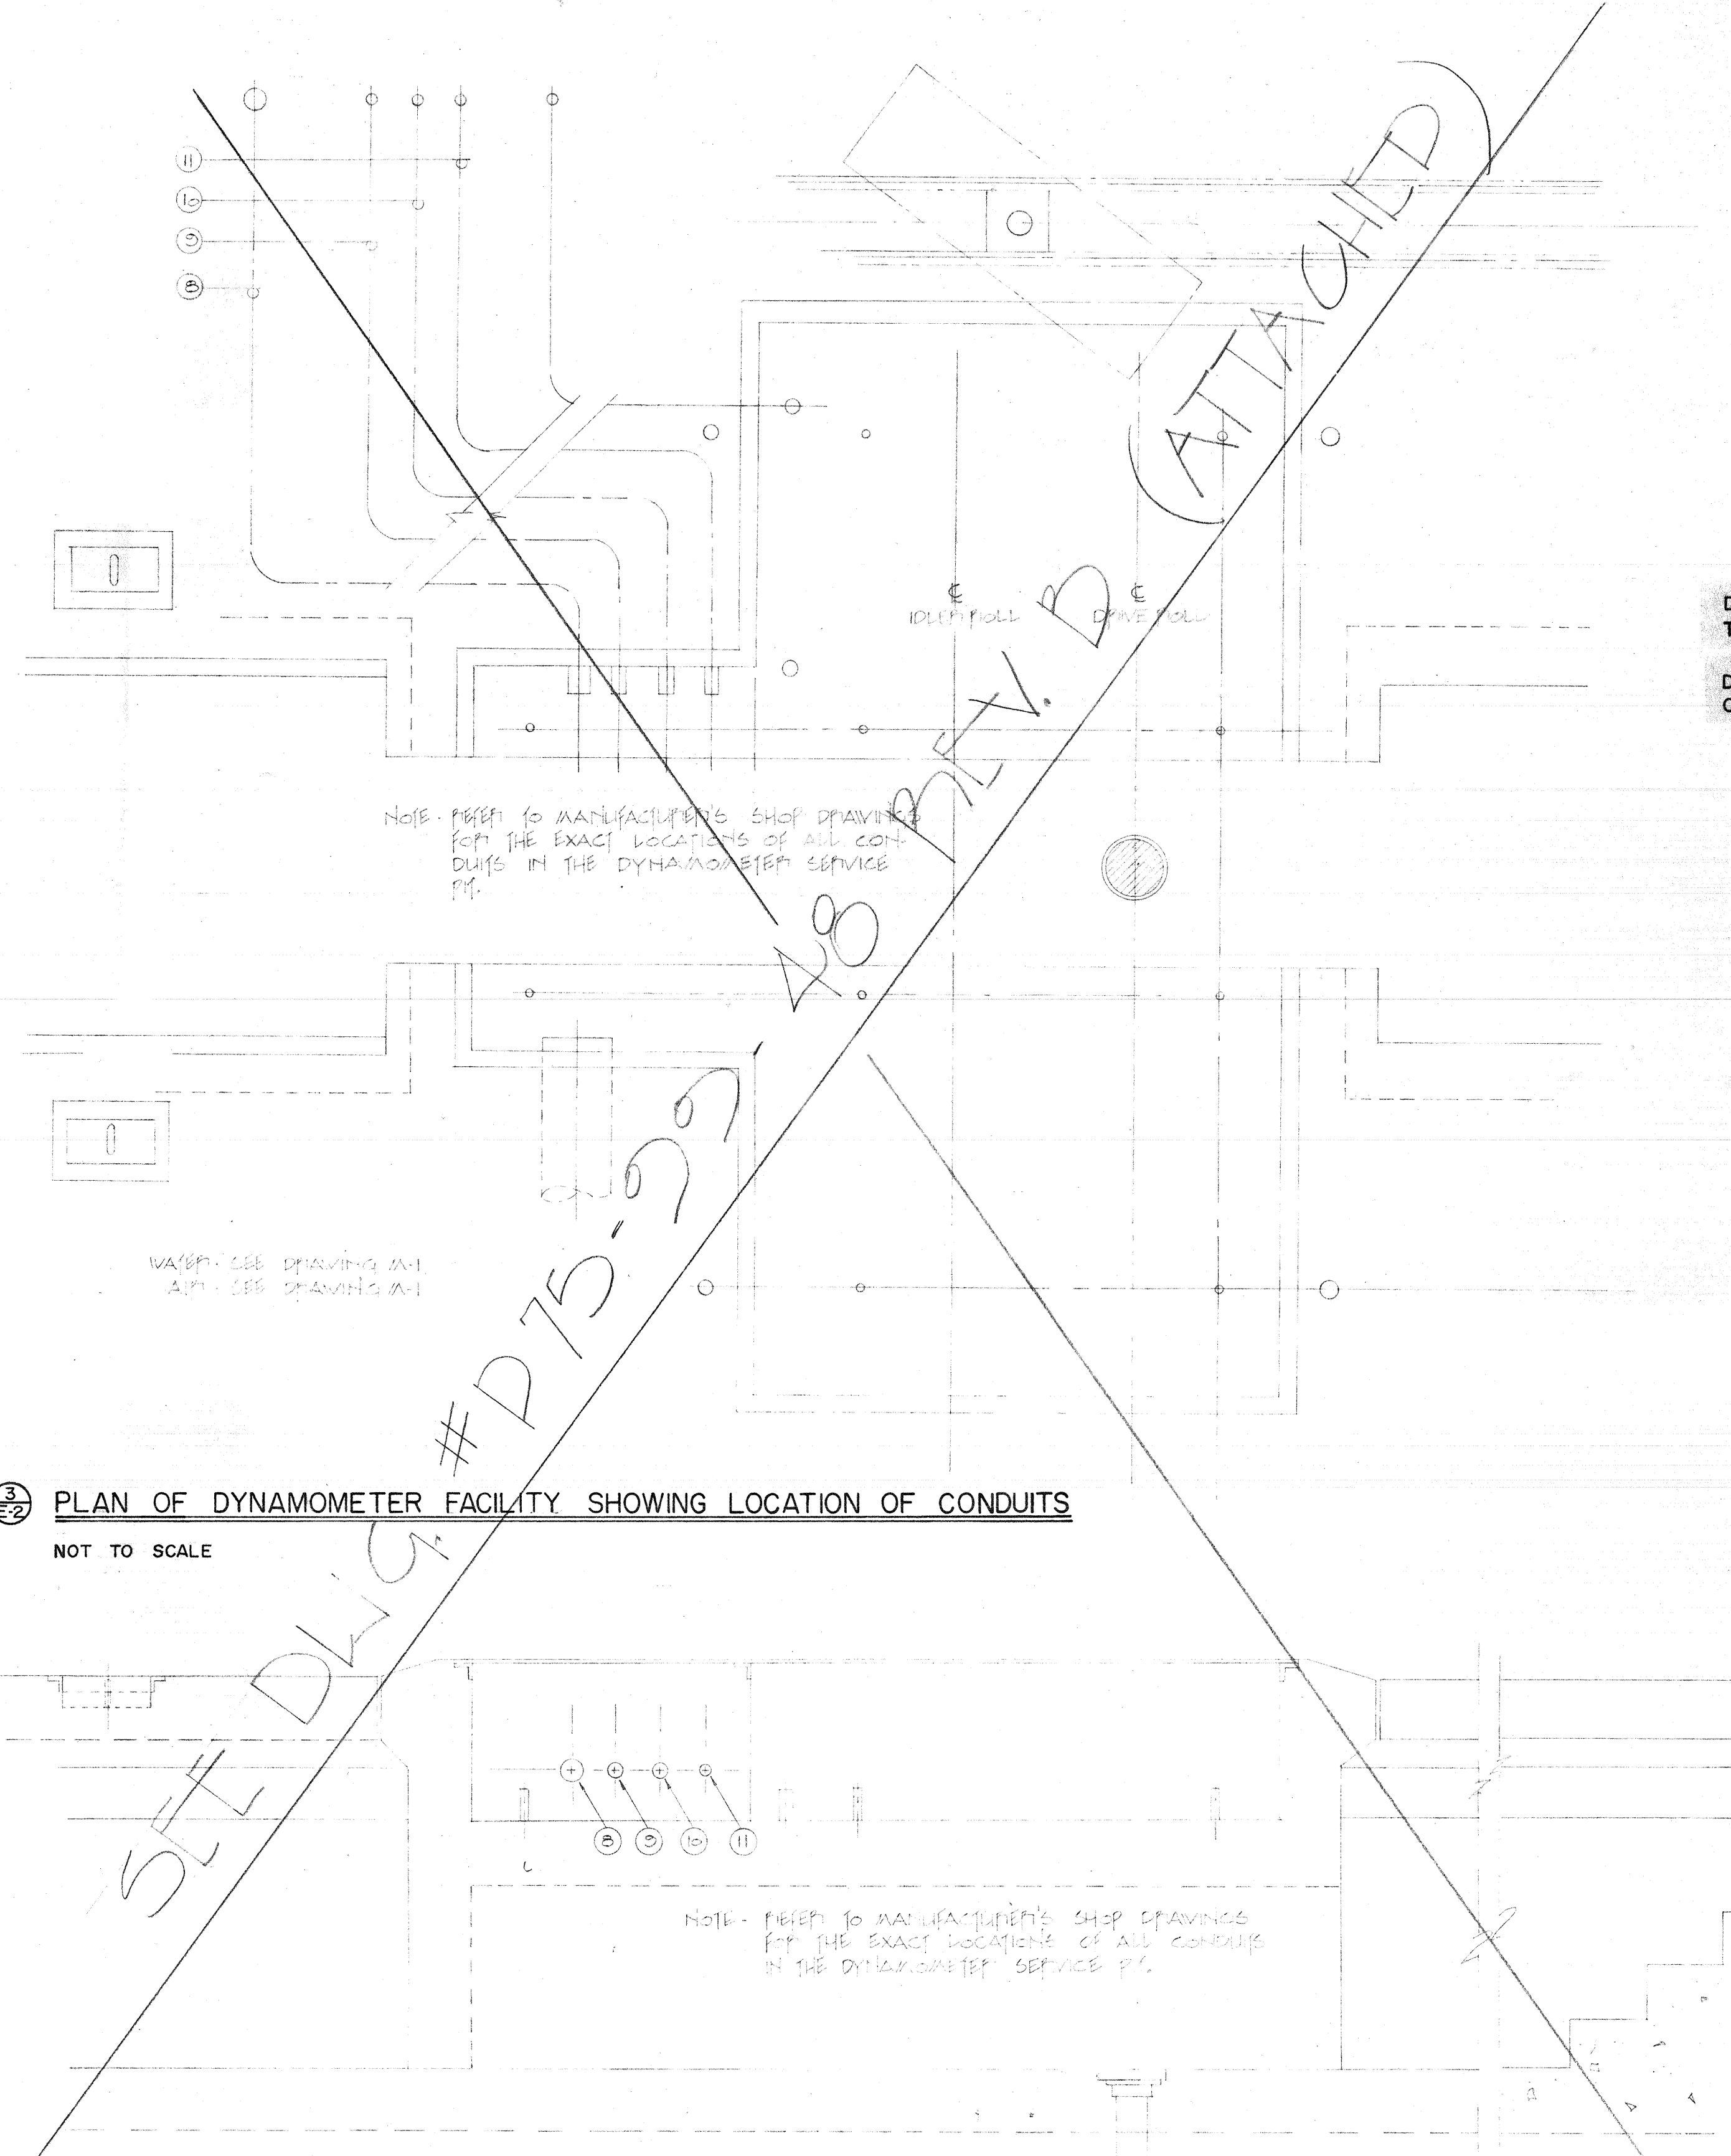 11
10
9
8
(ATTACHED)
℄ ℄
IDLER ROLL DRIVE ROLL
NOTE - REFER TO MANUFACTURER'S SHOP DRAWINGS
FOR THE EXACT LOCATIONS OF ALL CON-
DUITS IN THE DYNAMOMETER SERVICE
PIT.
WATER - SEE DRAWING M-1
AIR - SEE DRAWING M-1
SEE DWG. #D75-99 48 REV. B
3
E-2
PLAN OF DYNAMOMETER FACILITY SHOWING LOCATION OF CONDUITS
NOT TO SCALE
8 9 10 11
NOTE - REFER TO MANUFACTURER'S SHOP DRAWINGS
FOR THE EXACT LOCATIONS OF ALL CONDUITS
IN THE DYNAMOMETER SERVICE PIT.